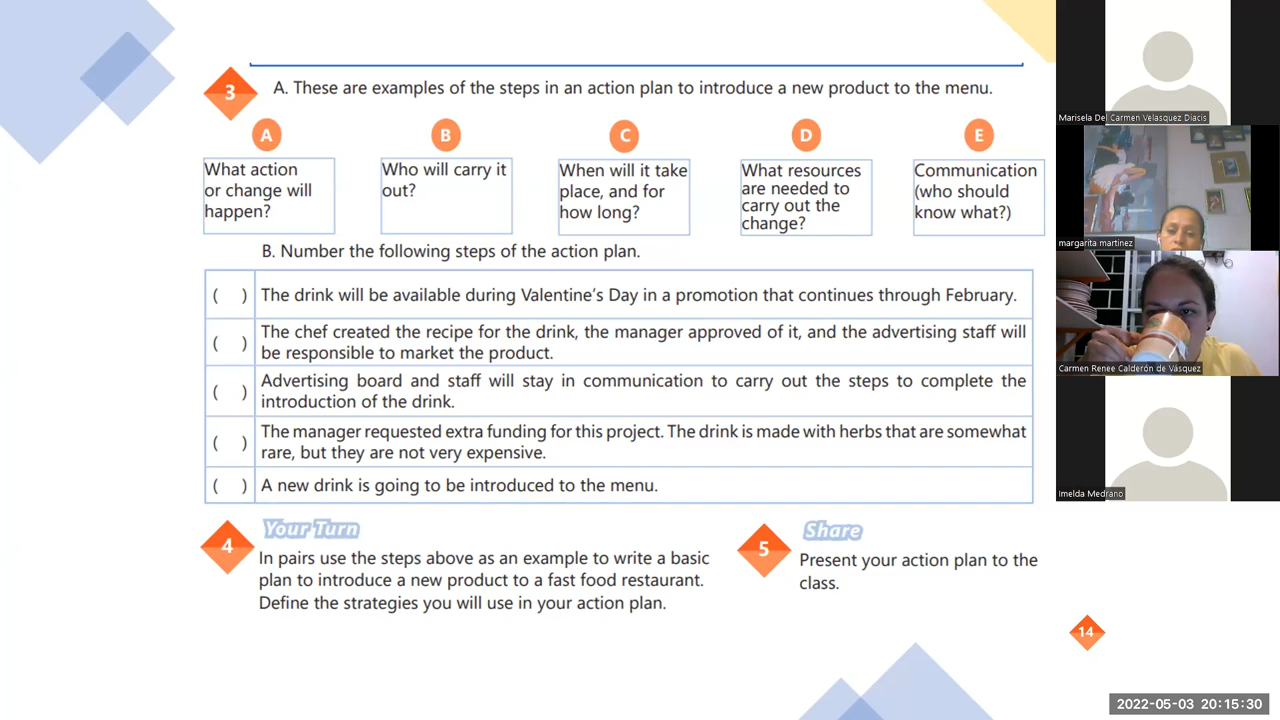 3
A. These are examples of the steps in an action plan to introduce a new product to the menu.
A
B
C
D
E
What action
or change will
happen?
Who will carry it
out?
When will it take
place, and for
how long?
What resources
are needed to
carry out the
change?
Communication
(who should
know what?)
B. Number the following steps of the action plan.
( ) The drink will be available during Valentine's Day in a promotion that continues through February.
( ) The chef created the recipe for the drink, the manager approved of it, and the advertising staff will
be responsible to market the product.
( ) Advertising board and staff will stay in communication to carry out the steps to complete the
introduction of the drink.
( ) The manager requested extra funding for this project. The drink is made with herbs that are somewhat
rare, but they are not very expensive.
( ) A new drink is going to be introduced to the menu.
4
Your Turn
In pairs use the steps above as an example to write a basic
plan to introduce a new product to a fast food restaurant.
Define the strategies you will use in your action plan.
5
Share
Present your action plan to the
class.
14
Marisela Del Carmen Velasquez Diacis
margarita martinez
Carmen Renee Calderón de Vásquez
Imelda Medrano
2022-05-03 20:15:30